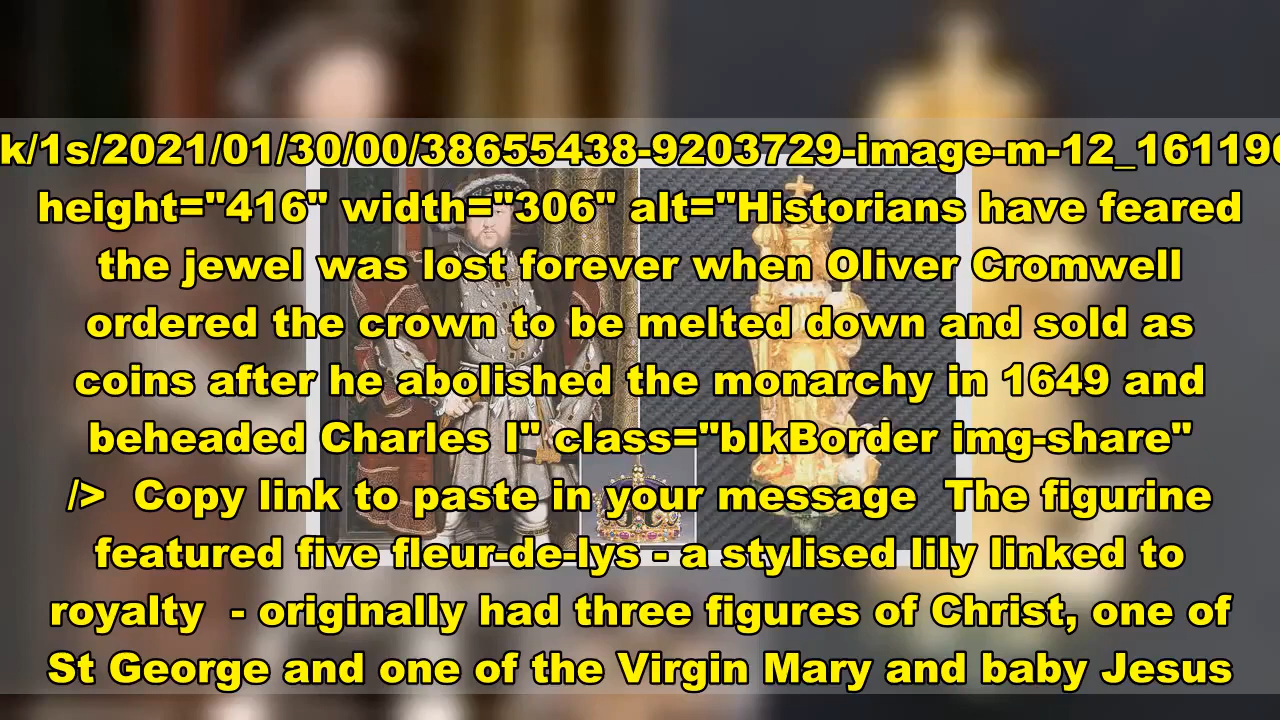 k/1s/2021/01/30/00/38655438-9203729-image-m-12_161190
height="416" width="306" alt="Historians have feared
the jewel was lost forever when Oliver Cromwell
ordered the crown to be melted down and sold as
coins after he abolished the monarchy in 1649 and
beheaded Charles I" class="blkBorder img-share"
/>  Copy link to paste in your message  The figurine
featured five fleur-de-lys - a stylised lily linked to
royalty  - originally had three figures of Christ, one of
St George and one of the Virgin Mary and baby Jesus